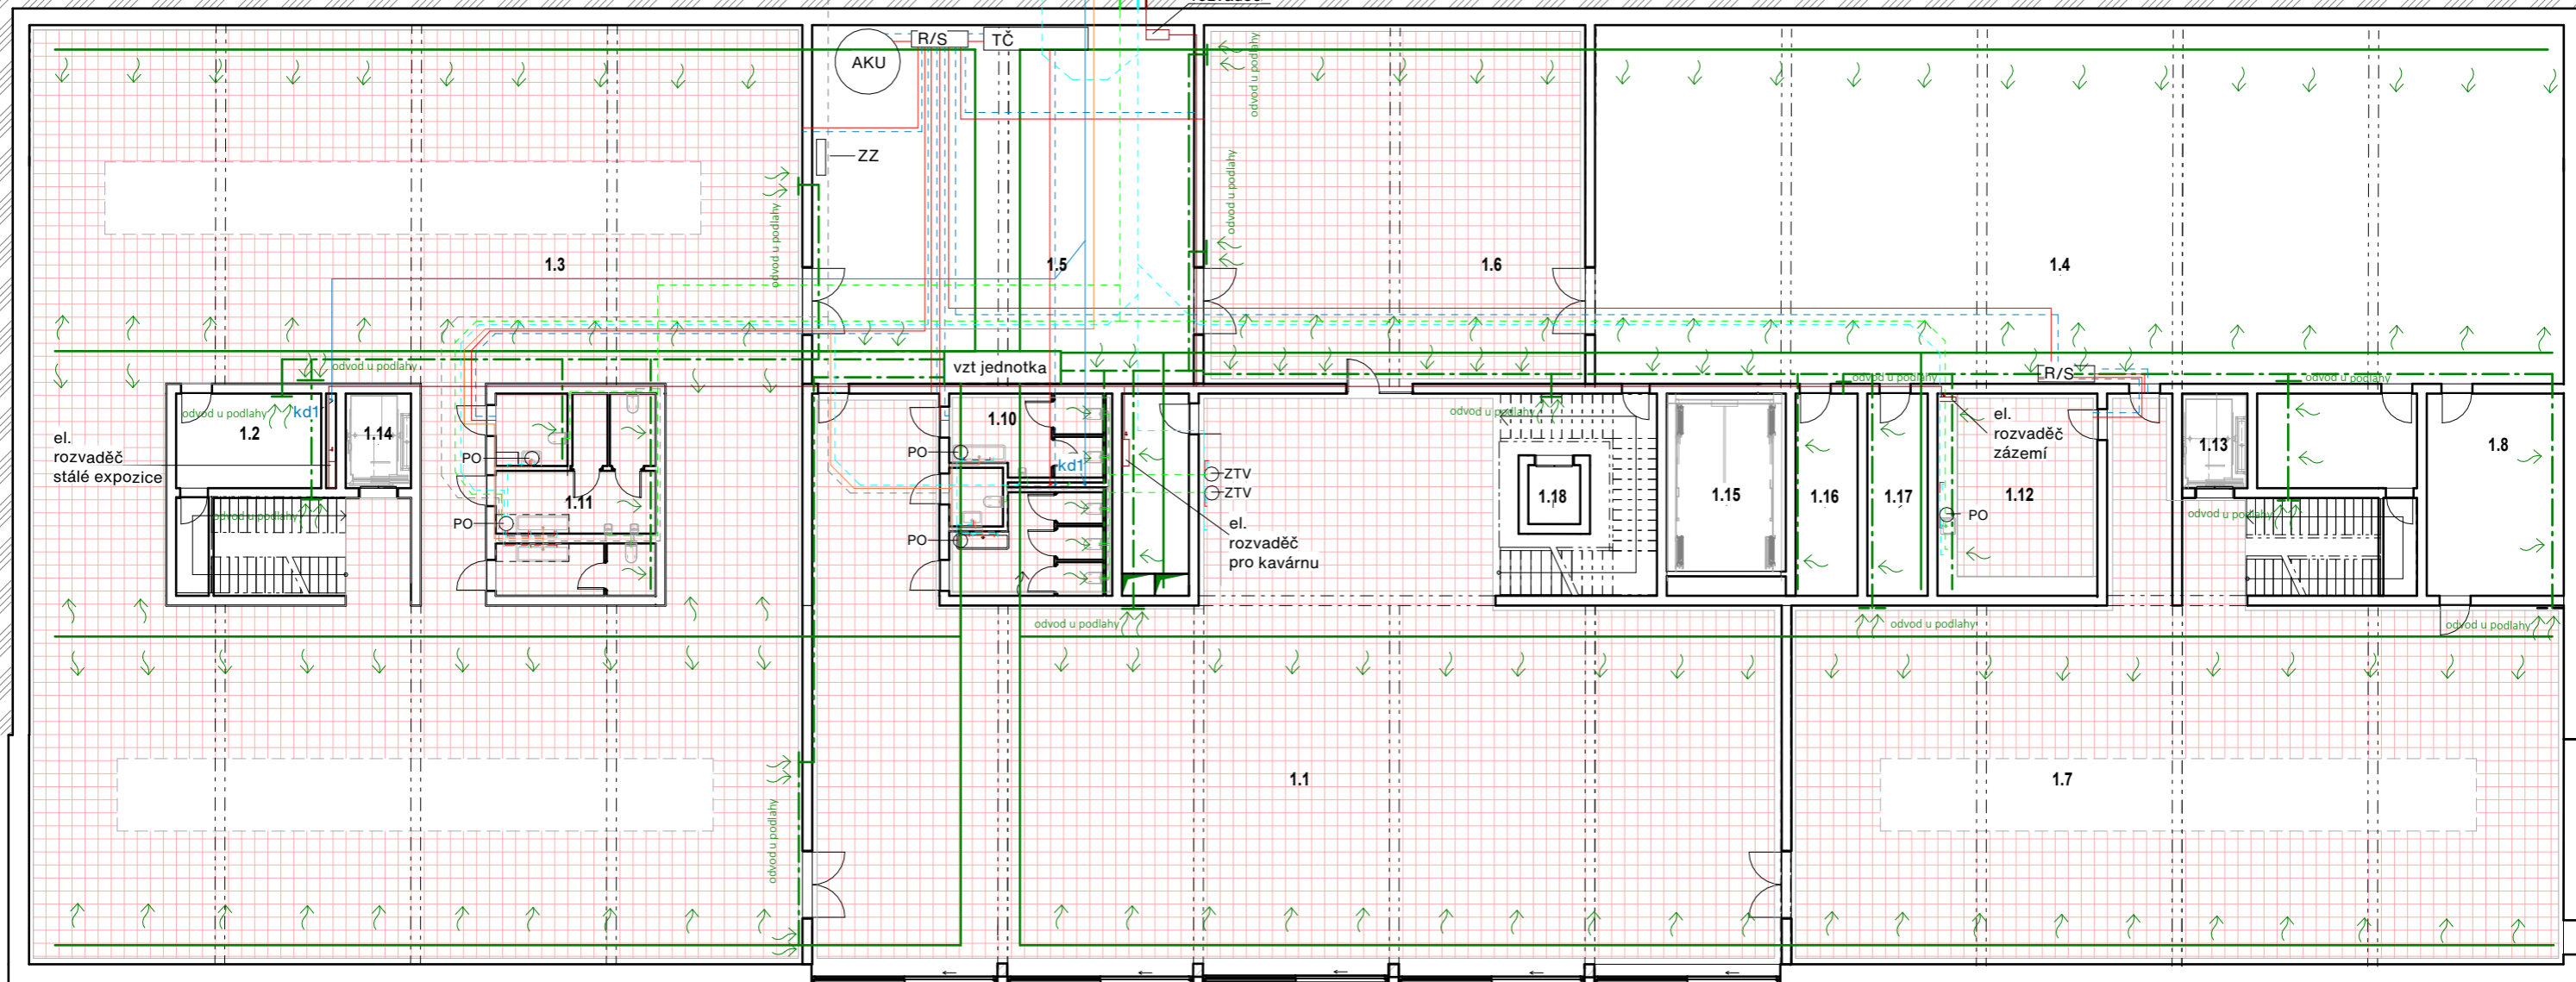 R/S
TČ
AKU
ZZ
odvod u podlahy
odvod u podlahy
odvod u podlahy
1.3
1.5
1.6
1.4
odvod u podlahy
vzt jednotka
R/S
odvod u podlahy
odvod u podlahy
odvod u podlahy
kd1
odvod u podlahy
1.2
1.14
1.10
el.
rozvaděč
stálé expozice
PO
PO
kd1
ZTV
ZTV
1.11
PO
PO
odvod u podlahy
el.
rozvaděč
pro kavárnu
1.18
1.15
1.16
1.17
el.
rozvaděč
zázemí
1.12
PO
1.13
1.8
odvod u podlahy
odvod u podlahy
odvod u podlahy
odvod u podlahy
odvod u podlahy
1.1
1.7